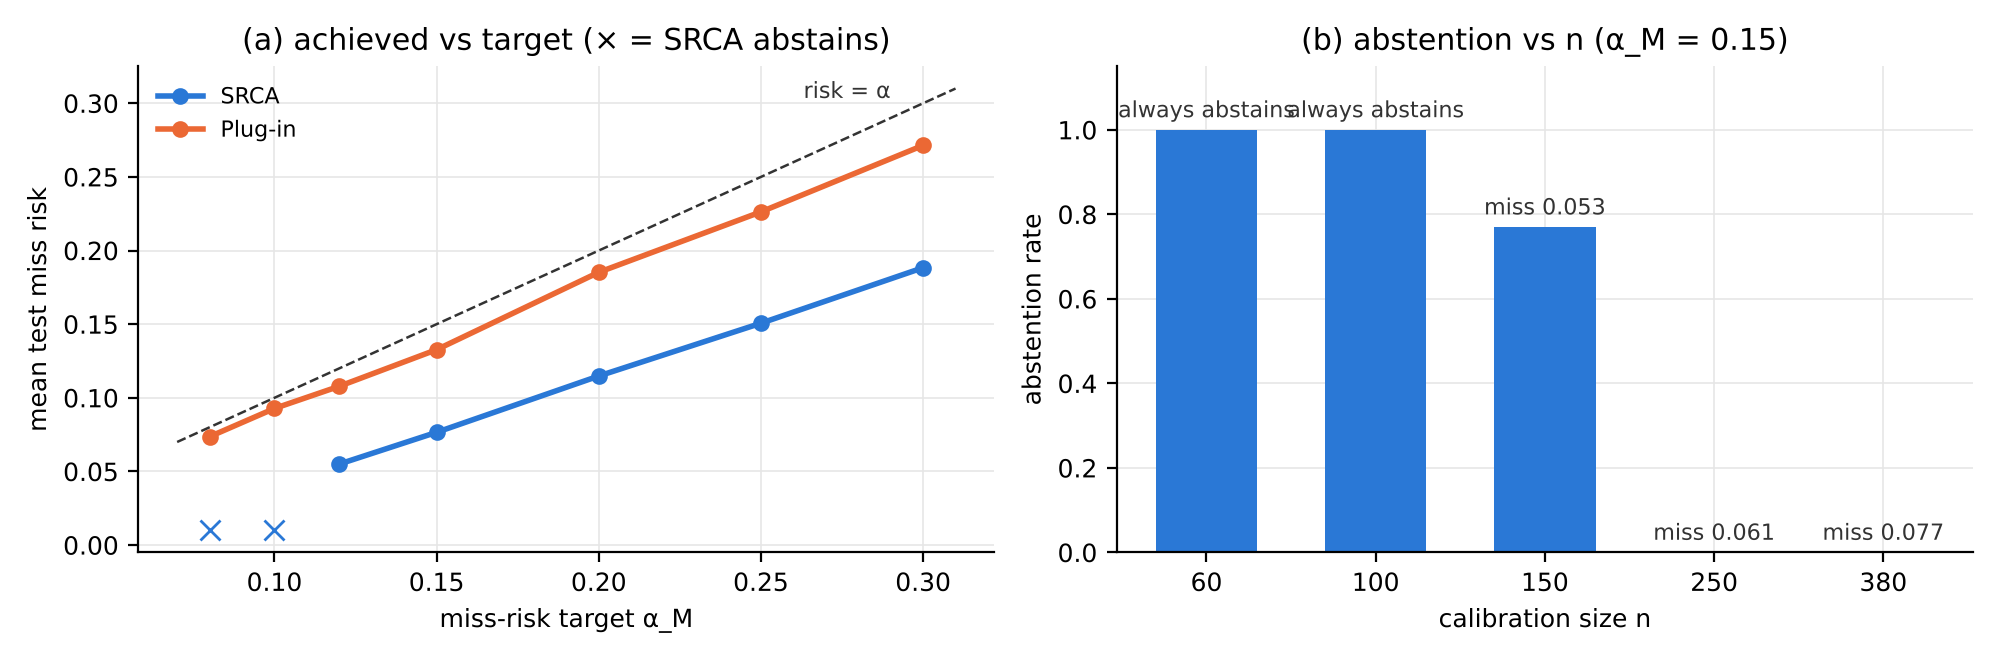 (a) achieved vs target (× = SRCA abstains)
SRCA
Plug-in
risk = α
0.30
0.25
0.20
0.15
0.10
0.05
0.00
mean test miss risk
0.10 0.15 0.20 0.25 0.30
miss-risk target α_M
(b) abstention vs n (α_M = 0.15)
always abstains always abstains
miss 0.053
miss 0.061 miss 0.077
1.0
0.8
0.6
0.4
0.2
0.0
abstention rate
60 100 150 250 380
calibration size n